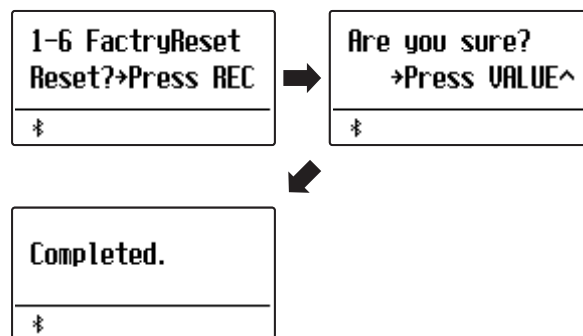 1-6 FactryReset
Reset?→Press REC
Are you sure?
→Press VALUE^
Completed.